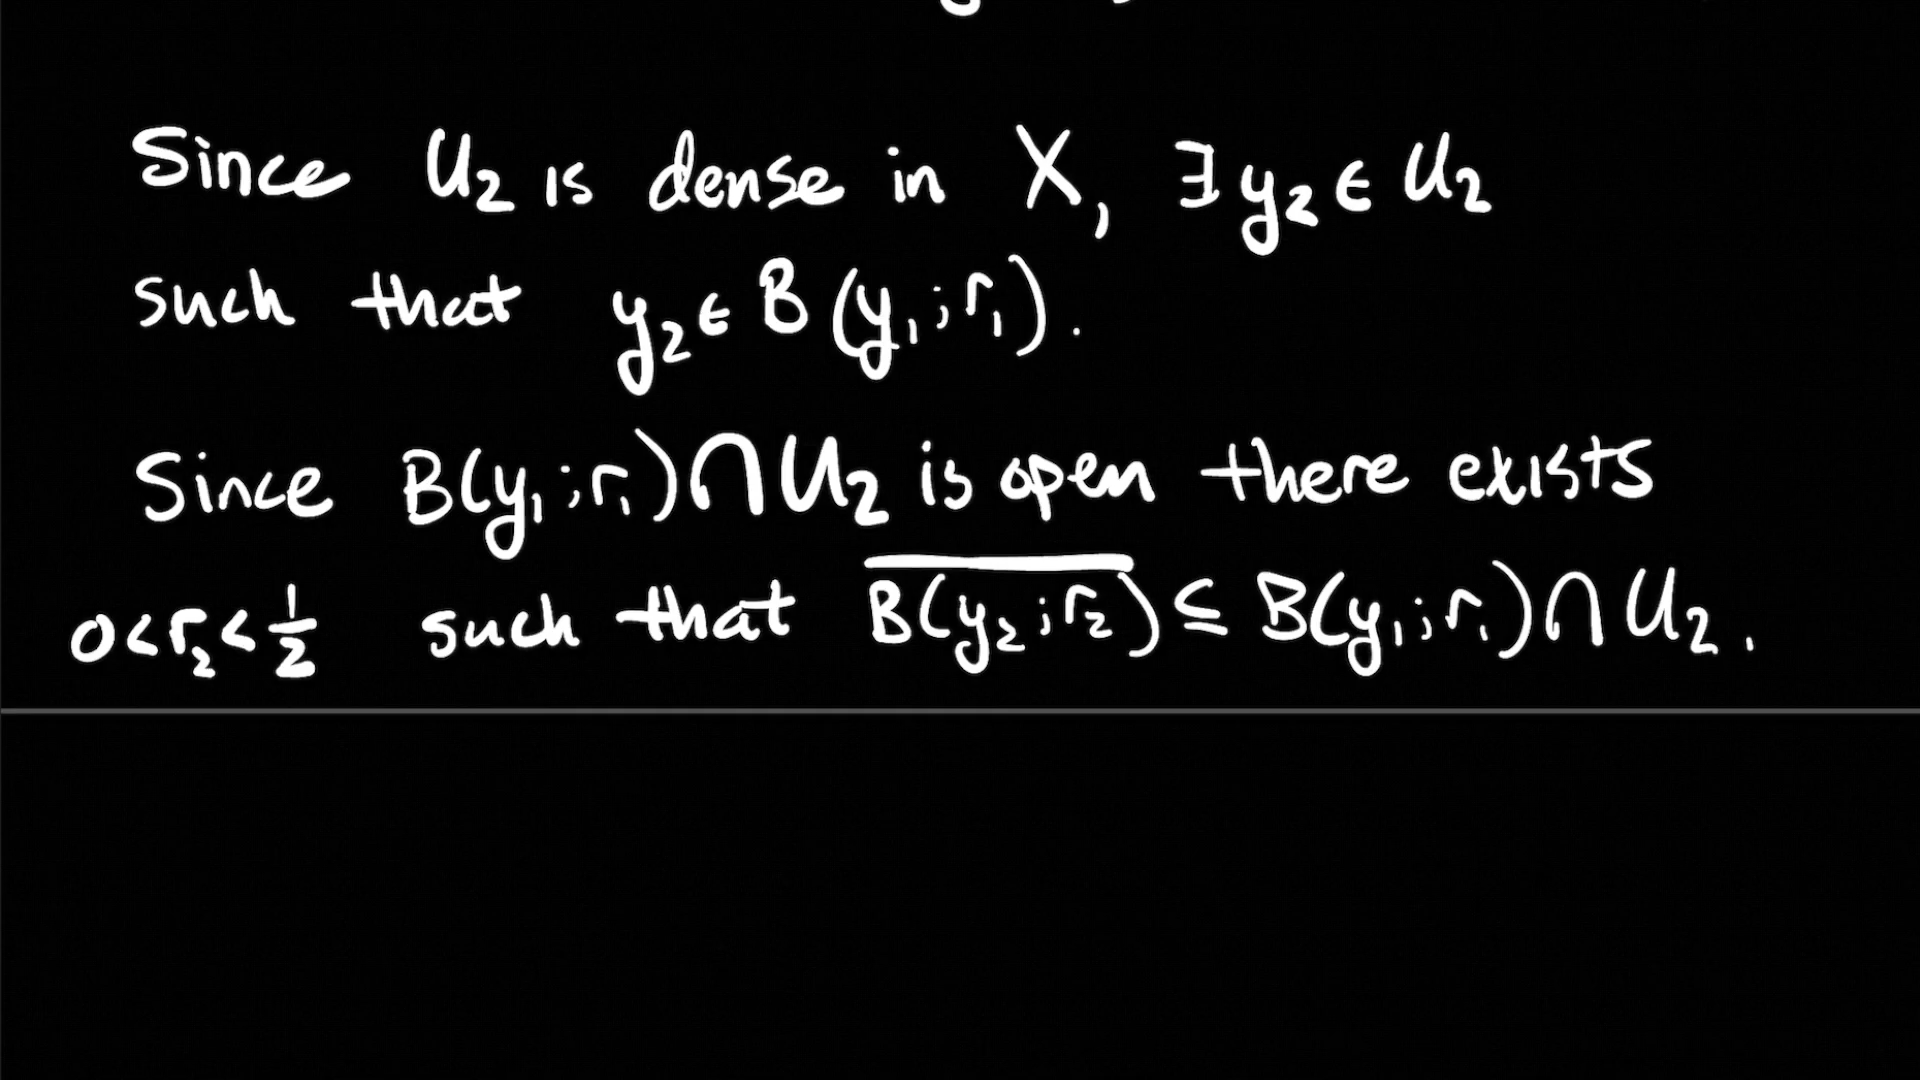 Since U₂ is dense in X, ∃ y₂ ∈ U₂
such that y₂ ∈ B(y₁;r₁).
Since B(y₁;r₁) ∩ U₂ is open there exists
0<r₂<½ such that \overline{B(y₂;r₂)} ⊆ B(y₁;r₁) ∩ U₂.